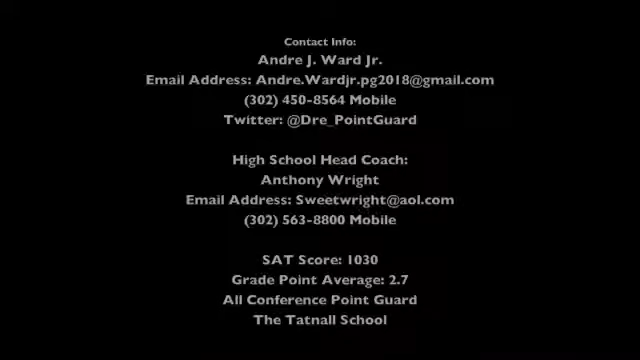 Contact Info:
Andre J. Ward Jr.
Email Address: Andre.Wardjr.pg2018@gmail.com
(302) 450-8564 Mobile
Twitter: @Dre_PointGuard
High School Head Coach:
Anthony Wright
Email Address: Sweetwright@aol.com
(302) 563-8800 Mobile
SAT Score: 1030
Grade Point Average: 2.7
All Conference Point Guard
The Tatnall School